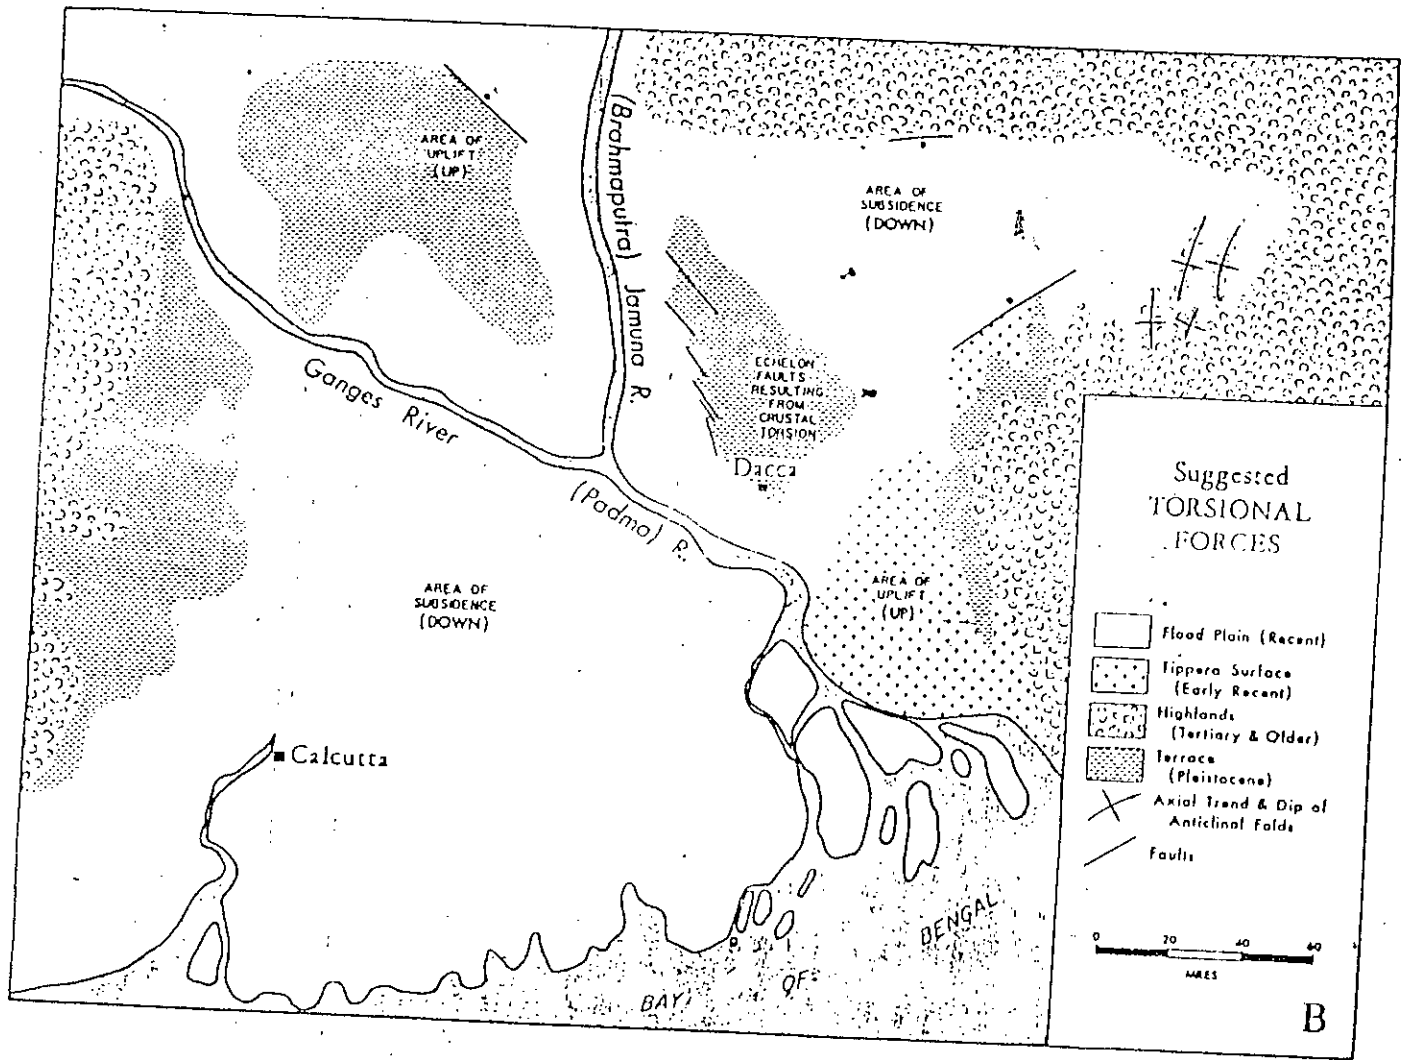 AREA OF
UPLIFT
(UP)
(Brahmaputra) Jamuna R.
AREA OF
SUBSIDENCE
(DOWN)
Ganges River
ECHELON
FAULTS
RESULTING
FROM
CRUSTAL
TORSION
Dacca
(Padma) R.
AREA OF
SUBSIDENCE
(DOWN)
AREA OF
UPLIFT
(UP)
Calcutta
BAY OF BENGAL
Suggested
TORSIONAL
FORCES
Flood Plain (Recent)
Tippera Surface
(Early Recent)
Highlands
(Tertiary & Older)
Terrace
(Pleistocene)
Axial Trend & Dip of
Anticlinal Folds
Faults
0 20 40 60
MILES
B